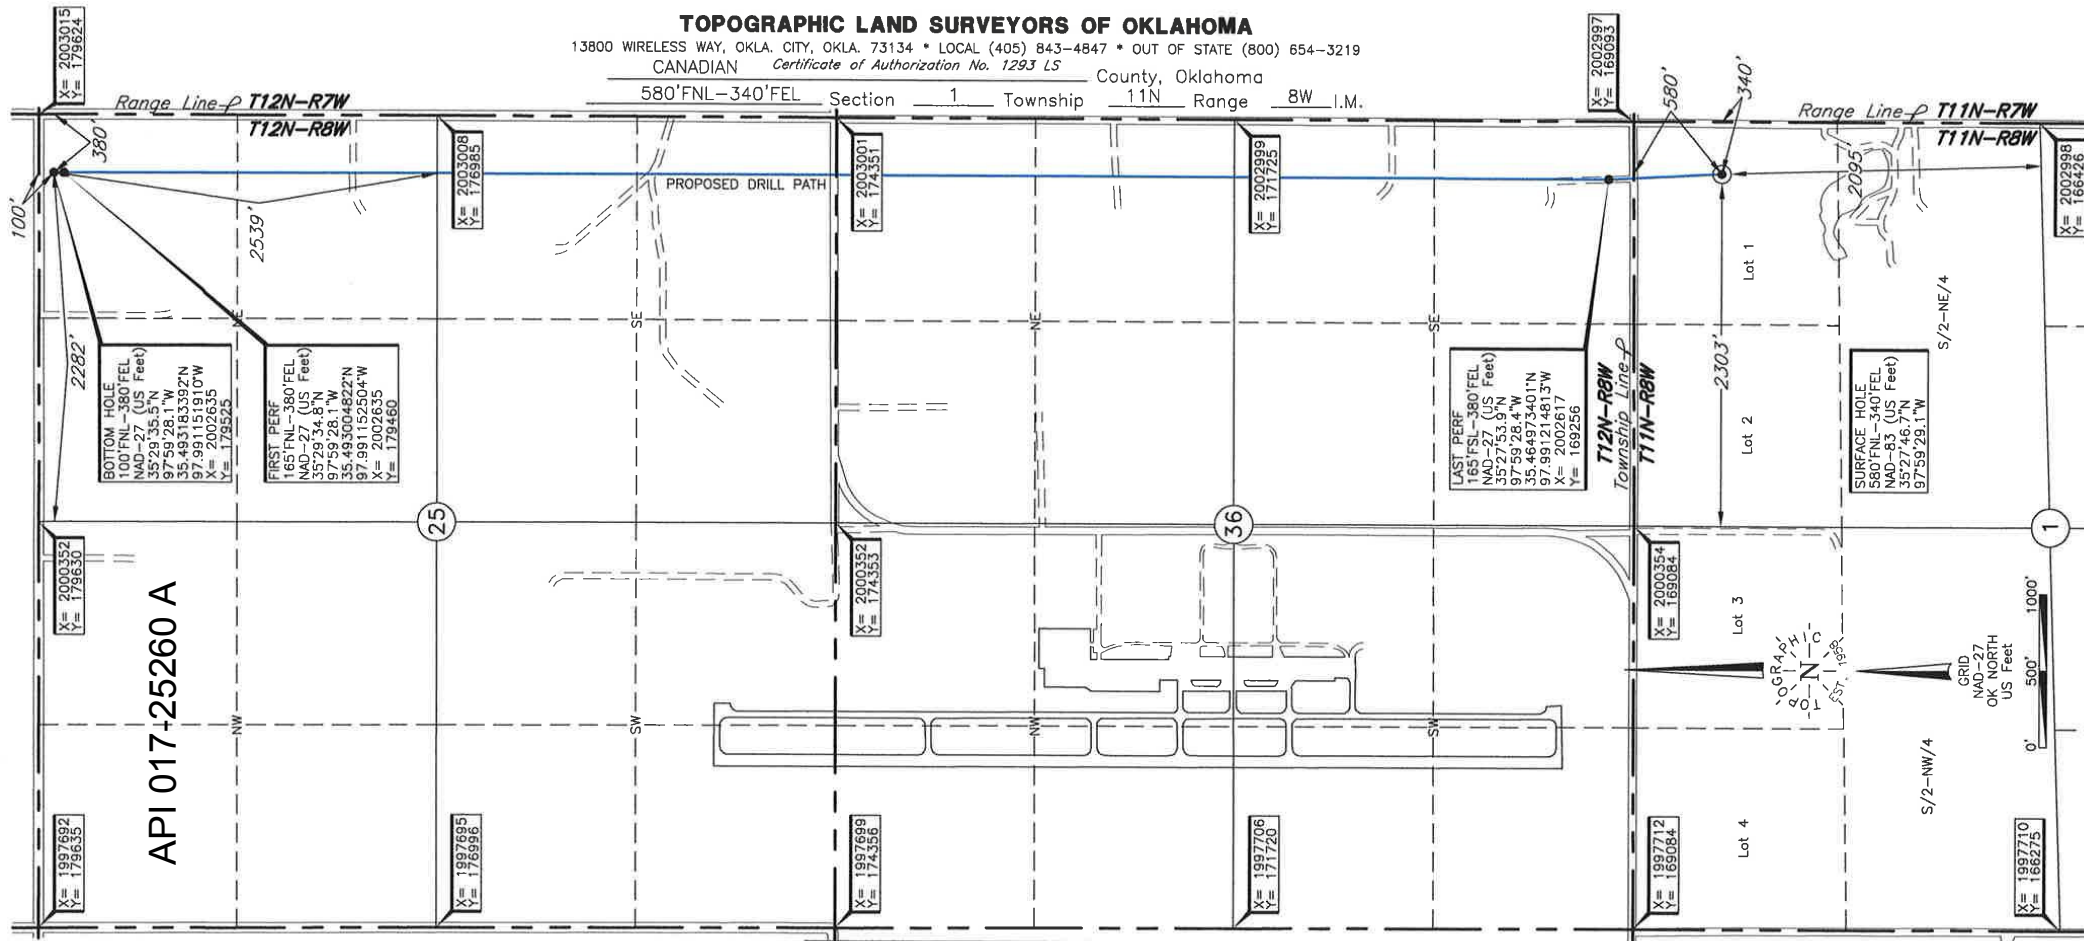 TOPOGRAPHIC LAND SURVEYORS OF OKLAHOMA
13800 WIRELESS WAY, OKLA. CITY, OKLA. 73134 * LOCAL (405) 843-4847 * OUT OF STATE (800) 654-3219
Certificate of Authorization No. 1293 LS
CANADIAN County, Oklahoma
580'FNL-340'FEL Section 1 Township 11N Range 8W I.M.
X= 2003015
Y= 179624
Range Line T12N-R7W
T12N-R8W
X= 2002997
Y= 169093
580'
340'
Range Line T11N-R7W
T11N-R8W
380'
100'
2539'
2282'
X= 2003008
Y= 176985
PROPOSED DRILL PATH
X= 2003001
Y= 174351
X= 2002999
Y= 171725
2095
X= 2002998
Y= 166426
BOTTOM HOLE
100'FNL-380'FEL
NAD-27 (US Feet)
35°29'35.5"N
97°59'28.1"W
35.493183392°N
97.991151910°W
X= 2002635
Y= 179525
FIRST PERF
165'FNL-380'FEL
NAD-27 (US Feet)
35°29'34.8"N
97°59'28.1"W
35.493004822°N
97.991152504°W
X= 2002635
Y= 179460
LAST PERF
165'FSL-380'FEL
NAD-27 (US Feet)
35°27'53.9"N
97°59'28.4"W
35.464973401°N
97.991214813°W
X= 2002617
Y= 169256
T12N-R8W
Township Line
T11N-R8W
2303'
SURFACE HOLE
580'FNL-340'FEL
NAD-83 (US Feet)
35°27'46.7"N
97°59'29.1"W
Lot 1
Lot 2
S/2-NE/4
NE
SE
NE
SE
25
36
1
X= 2000352
Y= 179630
X= 2000352
Y= 174353
X= 2000354
Y= 169084
API 017-25260 A
NW
SW
NW
SW
Lot 3
Lot 4
S/2-NW/4
TOPOGRAPHIC
N
EST. 1958
GRID
NAD-27
OK NORTH
US Feet
0' 500' 1000'
X= 1997692
Y= 179635
X= 1997695
Y= 176996
X= 1997699
Y= 174356
X= 1997706
Y= 171720
X= 1997712
Y= 169084
X= 1997710
Y= 166275